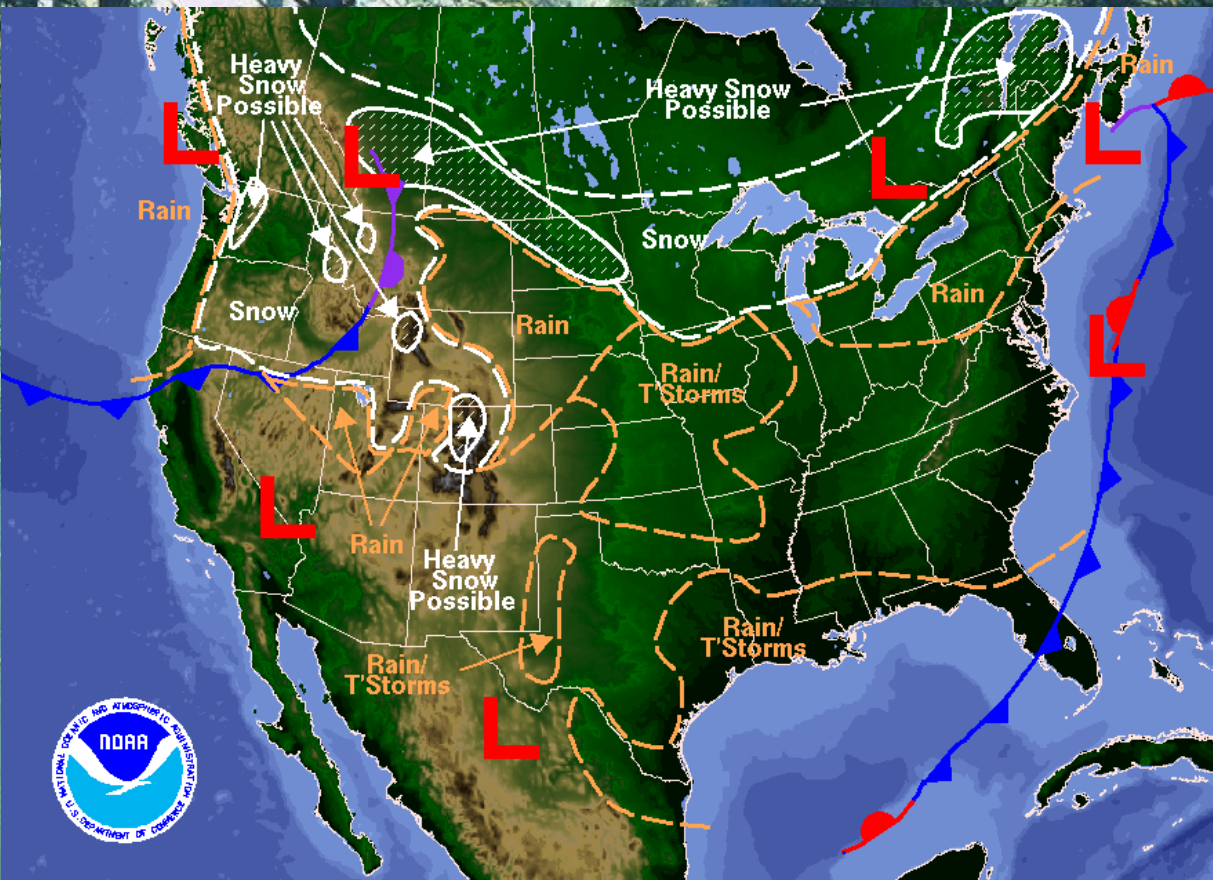 Rain
Heavy
Snow
Possible
Heavy Snow
Possible
L
L
L
L
Rain
Snow
Snow
Rain
Rain
L
Rain/
T'Storms
L
Rain
Heavy
Snow
Possible
Rain/
T'Storms
Rain/
T'Storms
L
NATIONAL OCEANIC AND ATMOSPHERIC ADMINISTRATION
NOAA
U.S. DEPARTMENT OF COMMERCE